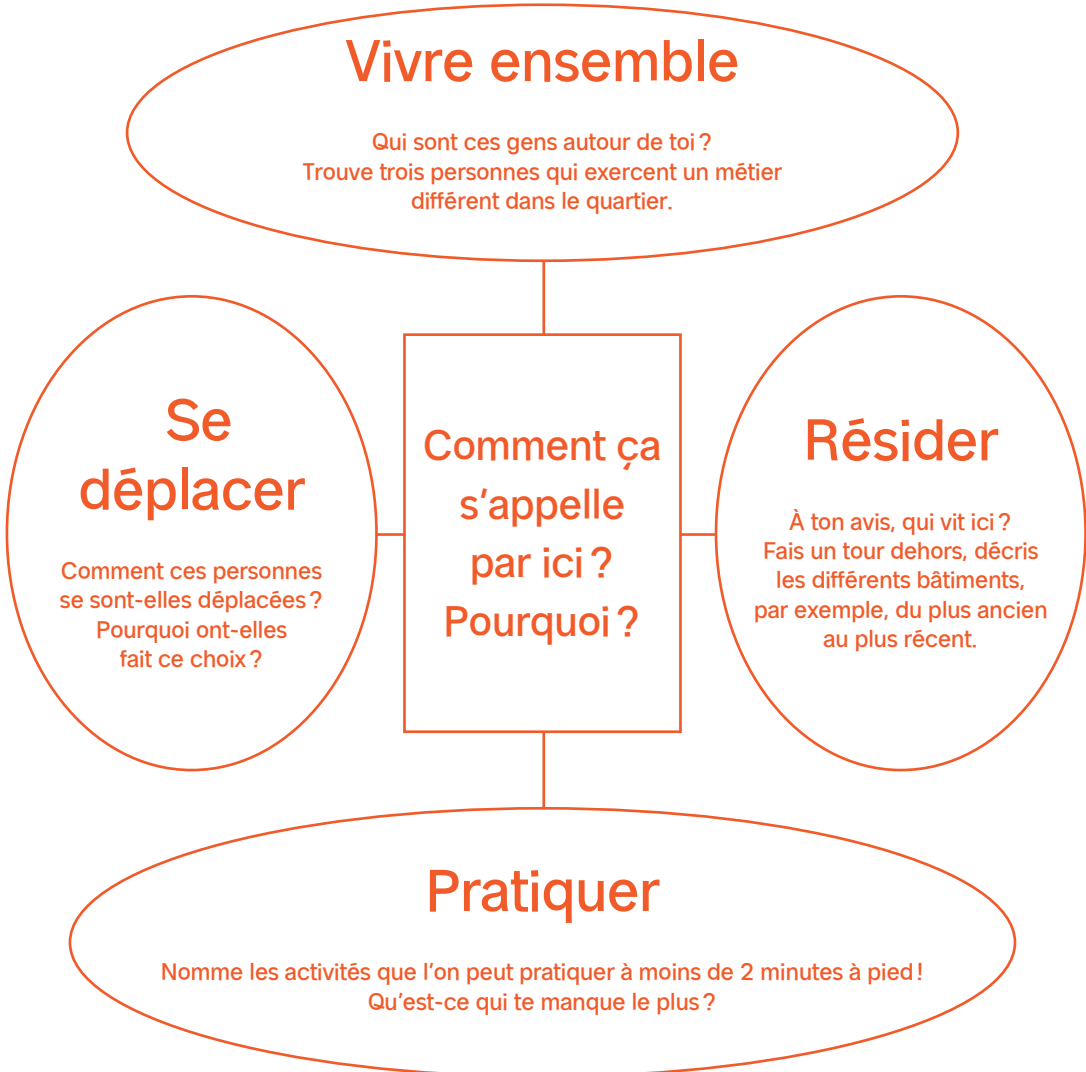 Vivre ensemble
Qui sont ces gens autour de toi ?
Trouve trois personnes qui exercent un métier
différent dans le quartier.
Se
déplacer
Comment ces personnes
se sont-elles déplacées ?
Pourquoi ont-elles
fait ce choix ?
Comment ça
s’appelle
par ici ?
Pourquoi ?
Résider
À ton avis, qui vit ici ?
Fais un tour dehors, décris
les différents bâtiments,
par exemple, du plus ancien
au plus récent.
Pratiquer
Nomme les activités que l’on peut pratiquer à moins de 2 minutes à pied !
Qu’est-ce qui te manque le plus ?